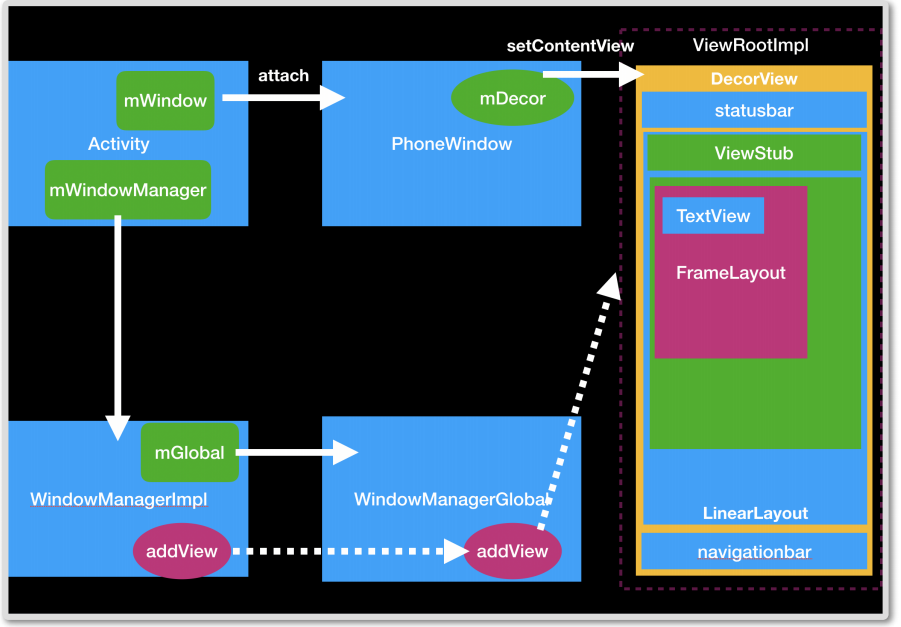 setContentView
ViewRootImpl
attach
DecorView
mWindow
mDecor
statusbar
Activity
PhoneWindow
ViewStub
mWindowManager
TextView
FrameLayout
mGlobal
WindowManagerImpl
WindowManagerGlobal
LinearLayout
addView
addView
navigationbar